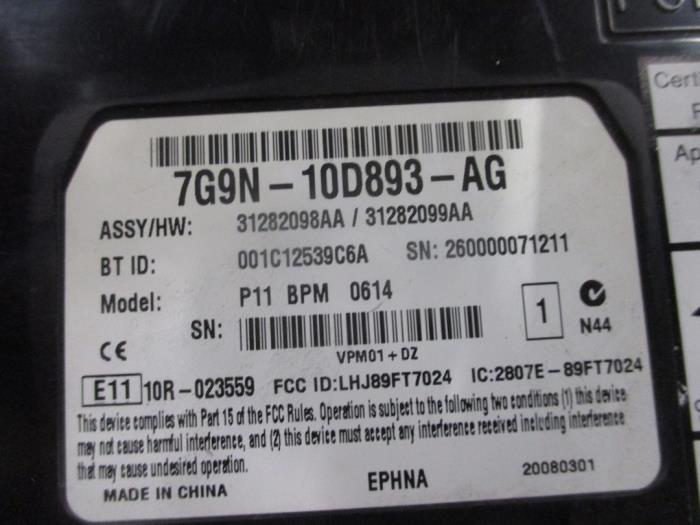 7G9N-10D893-AG
ASSY/HW: 31282098AA / 31282099AA
BT ID: 001C12539C6A SN: 260000071211
Model: P11 BPM 0614
SN:
1
N44
VPM01+DZ
CE
E11 10R-023559 FCC ID:LHJ89FT7024 IC:2807E-89FT7024
This device complies with Part 15 of the FCC Rules. Operation is subject to the following two conditions (1) this device
may not cause harmful interference, and (2) this device must accept any interference received including interference
that may cause undesired operation.
MADE IN CHINA EPHNA 20080301
Certi
Ap